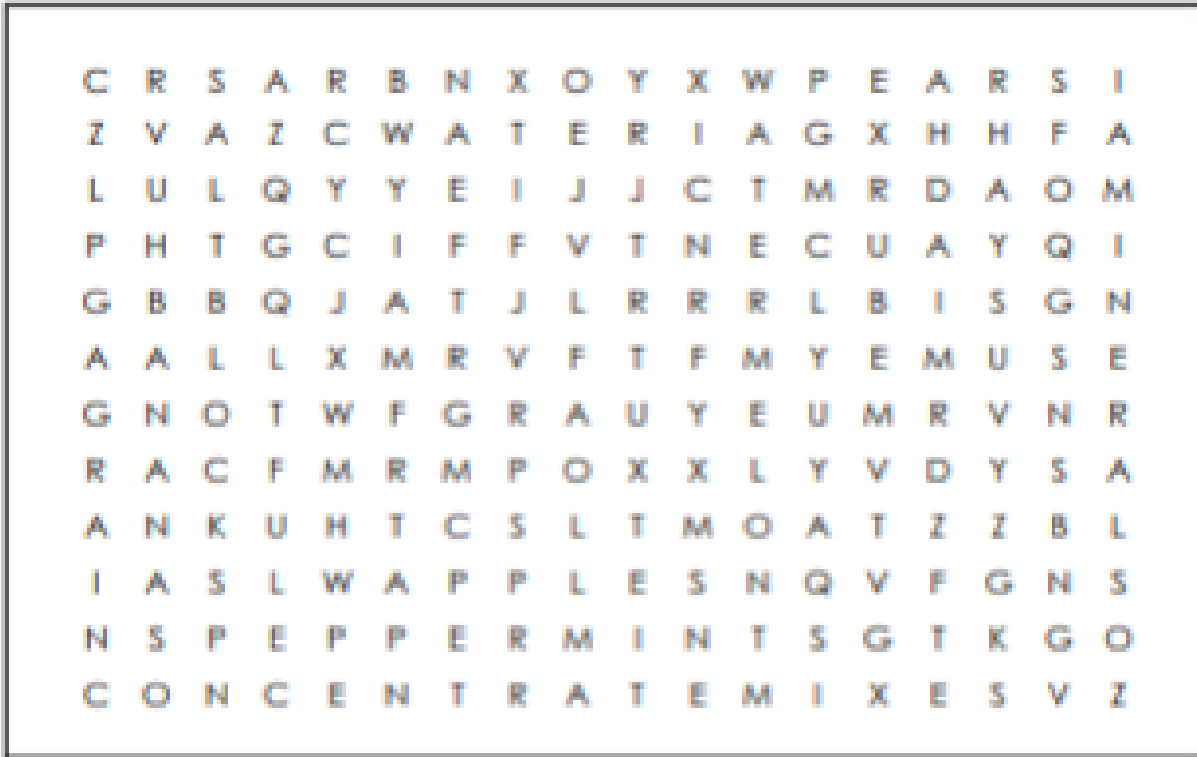 C R S A R B N X O Y X W P E A R S I
Z V A Z C W A T E R I A G X H H F A
L U L Q Y Y E I J J C T M R D A O M
P H T G C I F F V T N E C U A Y Q I
G B B Q J A T J L R R R L B I S G N
A A L L X M R V F T F M Y E M U S E
G N O T W F G R A U Y E U M R V N R
R A C F M R M P O X X L Y V D Y S A
A N K U H T C S L T M O A T Z Z B L
I A S L W A P P L E S N Q V F G N S
N S P E P P E R M I N T S G T K G O
C O N C E N T R A T E M I X E S V Z